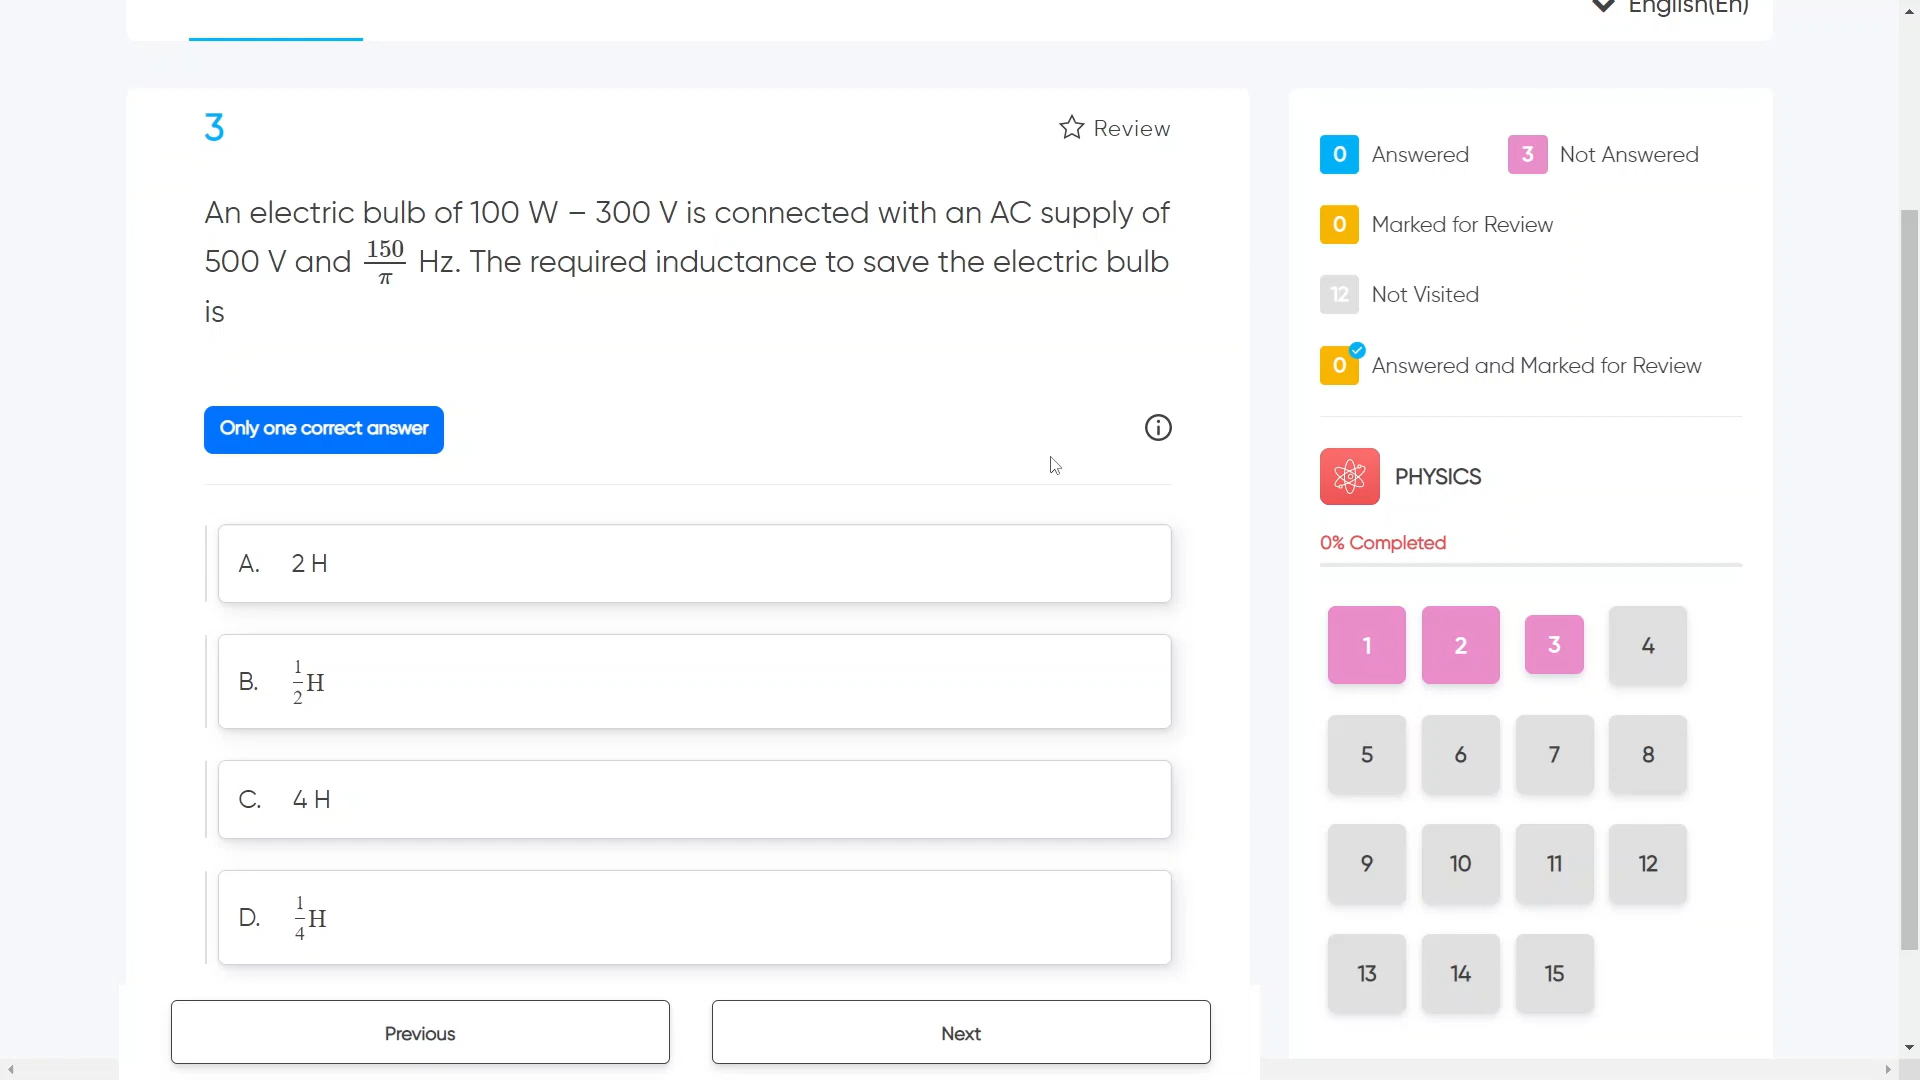 English(En)
3
Review
An electric bulb of 100 W – 300 V is connected with an AC supply of
500 V and 150/π Hz. The required inductance to save the electric bulb
is
Only one correct answer
A. 2 H
B. 1/2 H
C. 4 H
D. 1/4 H
Previous
Next
0 Answered
3 Not Answered
0 Marked for Review
12 Not Visited
0 Answered and Marked for Review
PHYSICS
0% Completed
1 2 3 4
5 6 7 8
9 10 11 12
13 14 15